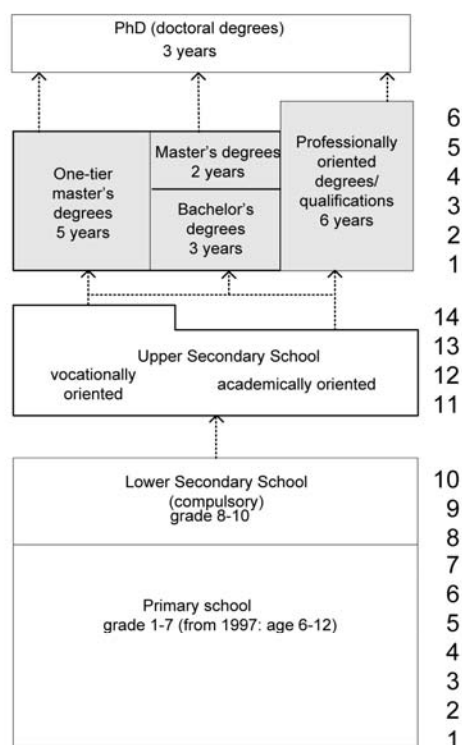 PhD (doctoral degrees)
3 years
6
5
4
3
2
1
One-tier
master's
degrees
5 years
Master's degrees
2 years
Bachelor's
degrees
3 years
Professionally
oriented
degrees/
qualifications
6 years
14
13
12
11
Upper Secondary School
vocationally
oriented
academically oriented
10
9
8
Lower Secondary School
(compulsory)
grade 8-10
7
6
5
4
3
2
1
Primary school
grade 1-7 (from 1997: age 6-12)